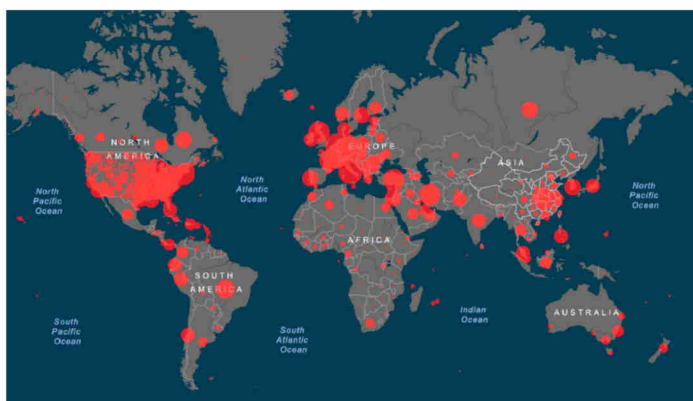 NORTH
AMERICA
North
Pacific
Ocean
North
Atlantic
Ocean
EUROPE
ASIA
North
Pacific
Ocean
AFRICA
SOUTH
AMERICA
South
Pacific
Ocean
South
Atlantic
Ocean
Indian
Ocean
AUSTRALIA